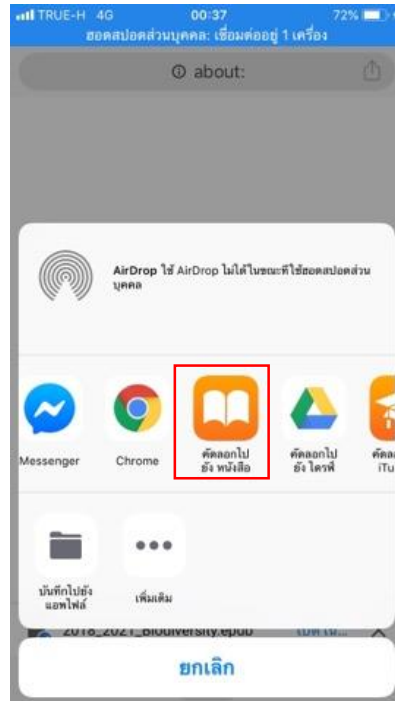 TRUE-H 4G 00:37 72%
ฮอตสปอตส่วนบุคคล: เชื่อมต่ออยู่ 1 เครื่อง
about:
AirDrop ใช้ AirDrop ไม่ได้ในขณะที่ใช้ฮอตสปอตส่วน
บุคคล
Messenger
Chrome
คัดลอกไป
ยัง หนังสือ
คัดลอกไป
ยัง ไดรฟ์
บันทึกไปยัง
แอพไฟล์
เพิ่มเติม
2018_2021_Biodiversity.epub
ยกเลิก